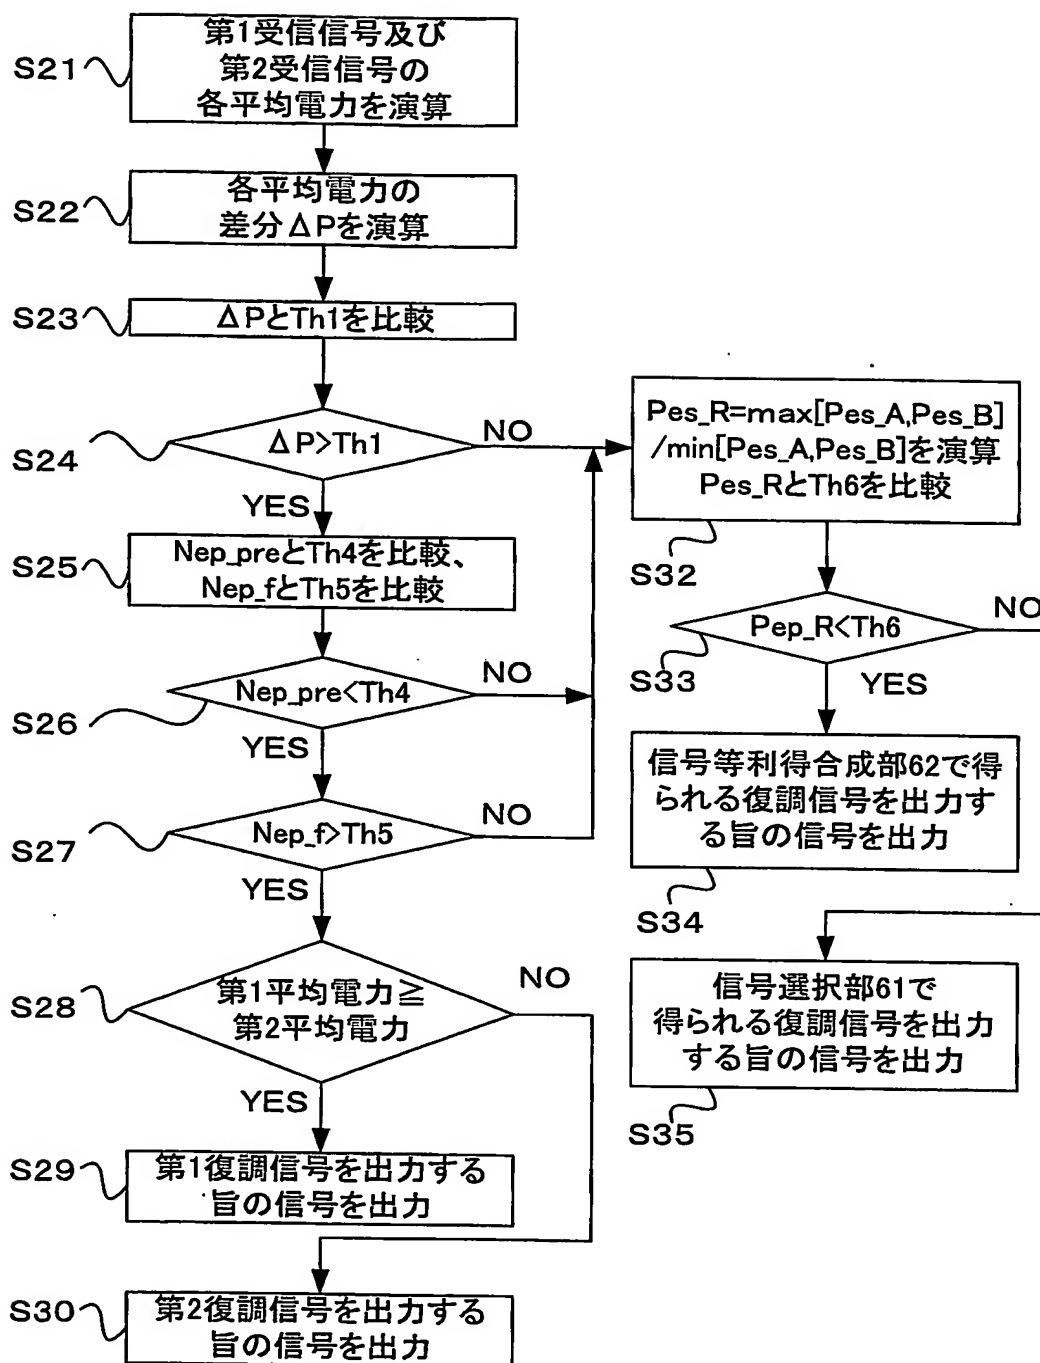 S21
第1受信信号及び
第2受信信号の
各平均電力を演算
S22
各平均電力の
差分ΔPを演算
S23
ΔPとTh1を比較
S24
ΔP>Th1
NO
YES
S25
Nep_preとTh4を比較、
Nep_fとTh5を比較
S26
Nep_pre<Th4
NO
YES
S27
Nep_f>Th5
NO
YES
S28
第1平均電力≧
第2平均電力
NO
YES
S29
第1復調信号を出力する
旨の信号を出力
S30
第2復調信号を出力する
旨の信号を出力
Pes_R=max[Pes_A,Pes_B]
/min[Pes_A,Pes_B]を演算
Pes_RとTh6を比較
S32
Pep_R<Th6
NO
S33
YES
信号等利得合成部62で得
られる復調信号を出力す
る旨の信号を出力
S34
信号選択部61で
得られる復調信号を出力
する旨の信号を出力
S35